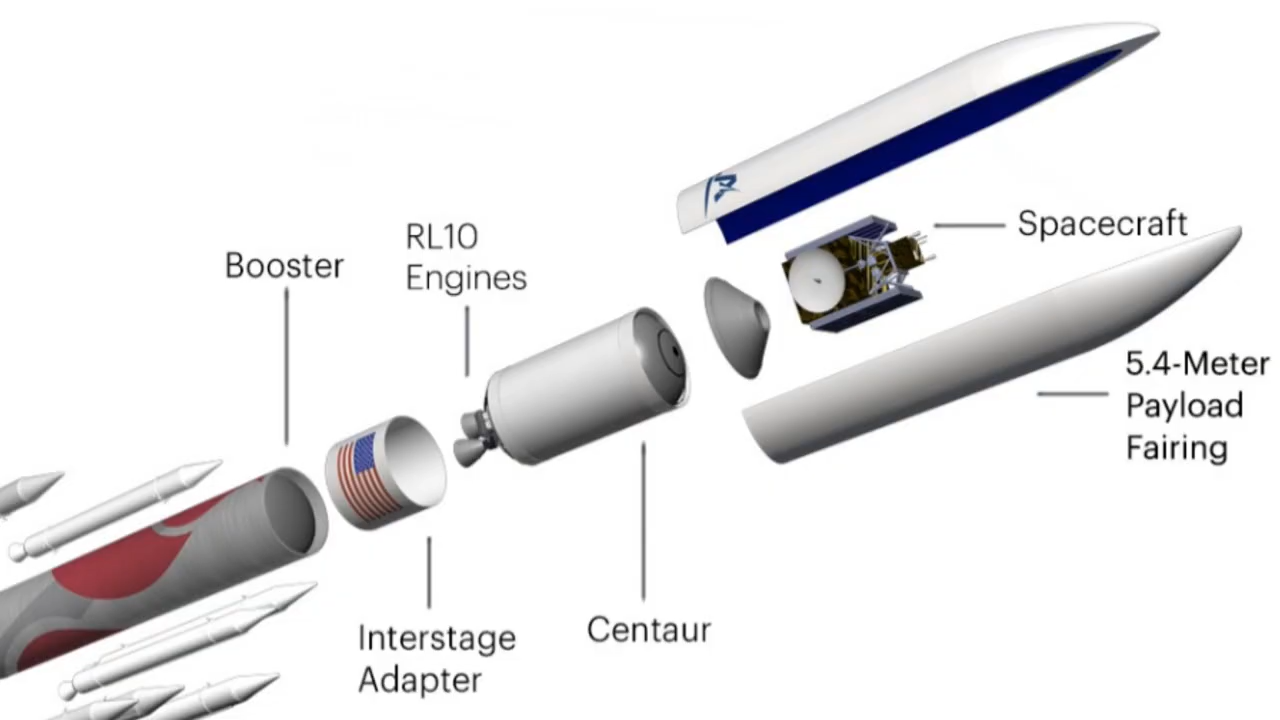 Spacecraft
RL10
Engines
Booster
5.4-Meter
Payload
Fairing
Interstage
Adapter
Centaur